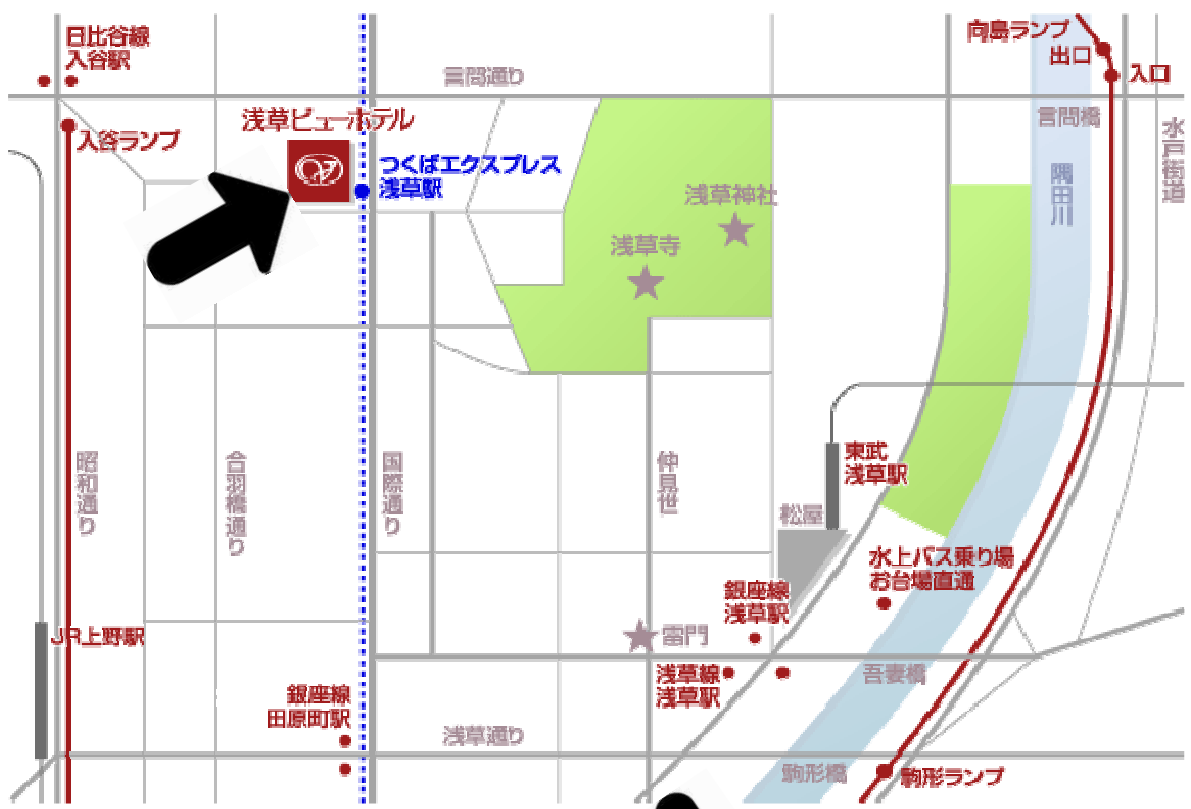 日比谷線
入谷駅
入谷ランプ
浅草ビューホテル
つくばエクスプレス
浅草駅
言問通り
向島ランプ
出口
入口
言問橋
水戸街道
隅田川
浅草神社
浅草寺
昭和通り
合羽橋通り
国際通り
仲見世
東武
浅草駅
松屋
水上バス乗り場
お台場直通
銀座線
浅草駅
雷門
JR上野駅
浅草線
浅草駅
吾妻橋
銀座線
田原町駅
浅草通り
駒形橋
駒形ランプ